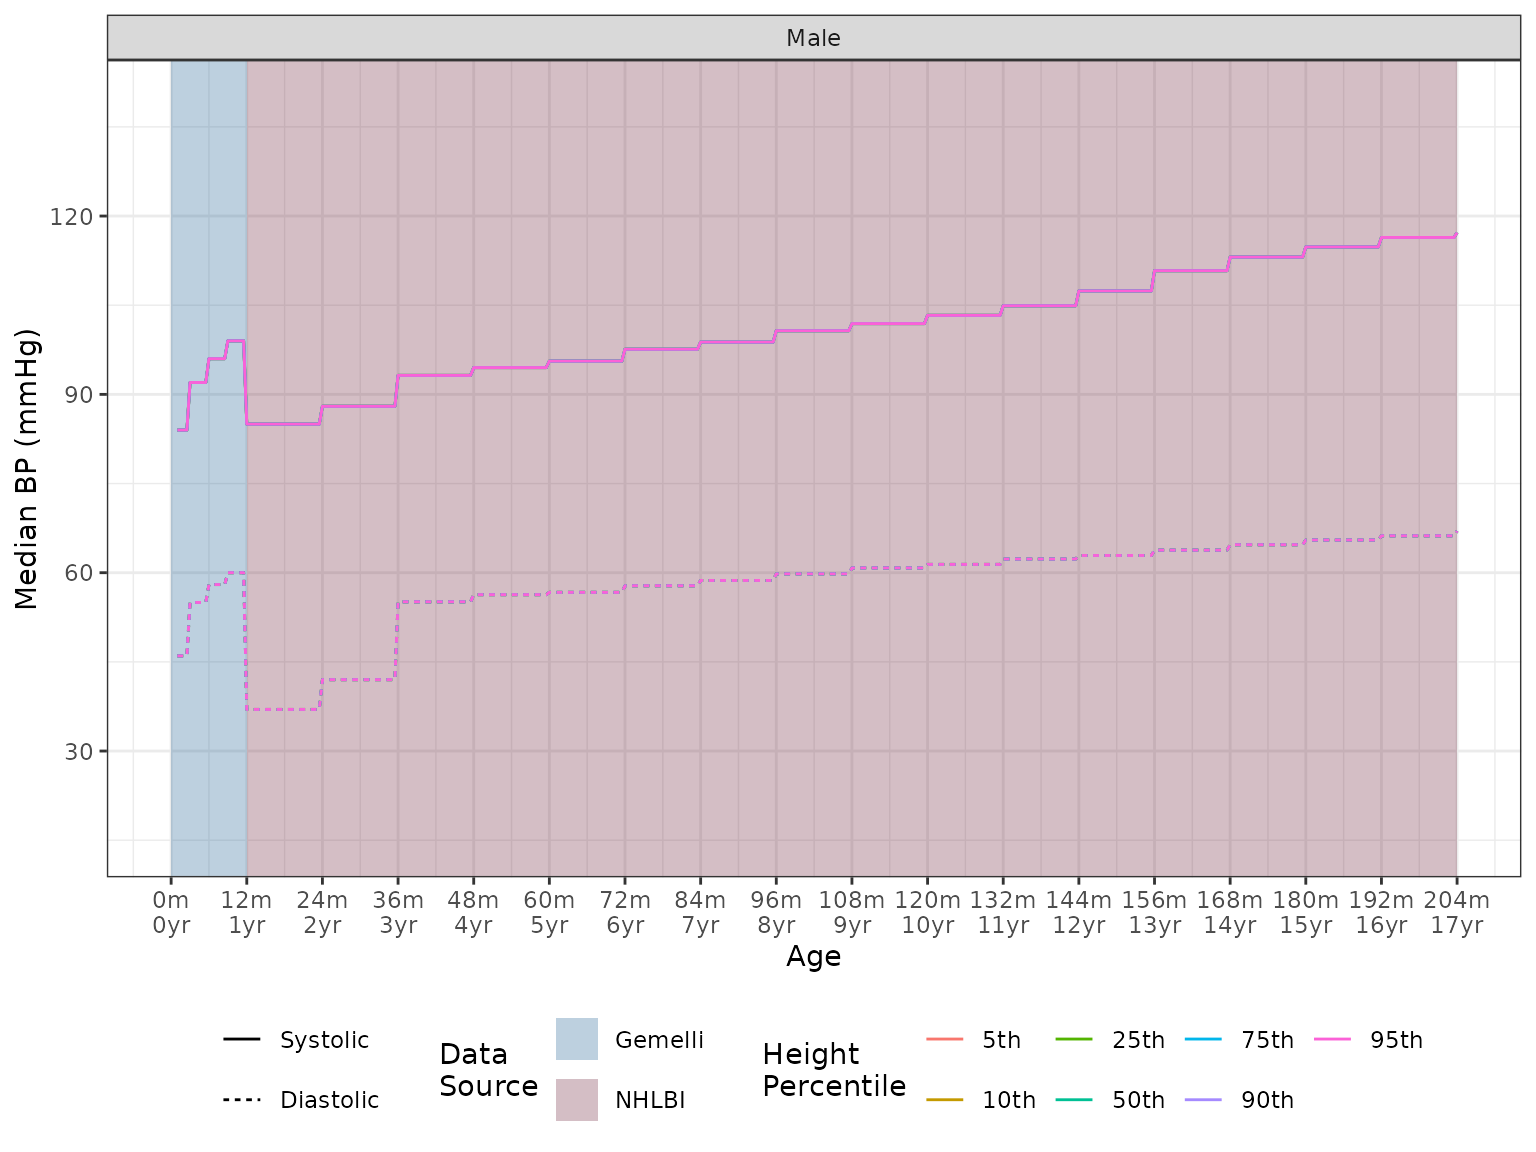 Male
Median BP (mmHg)
120
90
60
30
0m 12m 24m 36m 48m 60m 72m 84m 96m 108m 120m 132m 144m 156m 168m 180m 192m 204m
0yr 1yr 2yr 3yr 4yr 5yr 6yr 7yr 8yr 9yr 10yr 11yr 12yr 13yr 14yr 15yr 16yr 17yr
Age
Systolic
Diastolic
Data
Source
Gemelli
NHLBI
Height
Percentile
5th 25th 75th 95th
10th 50th 90th